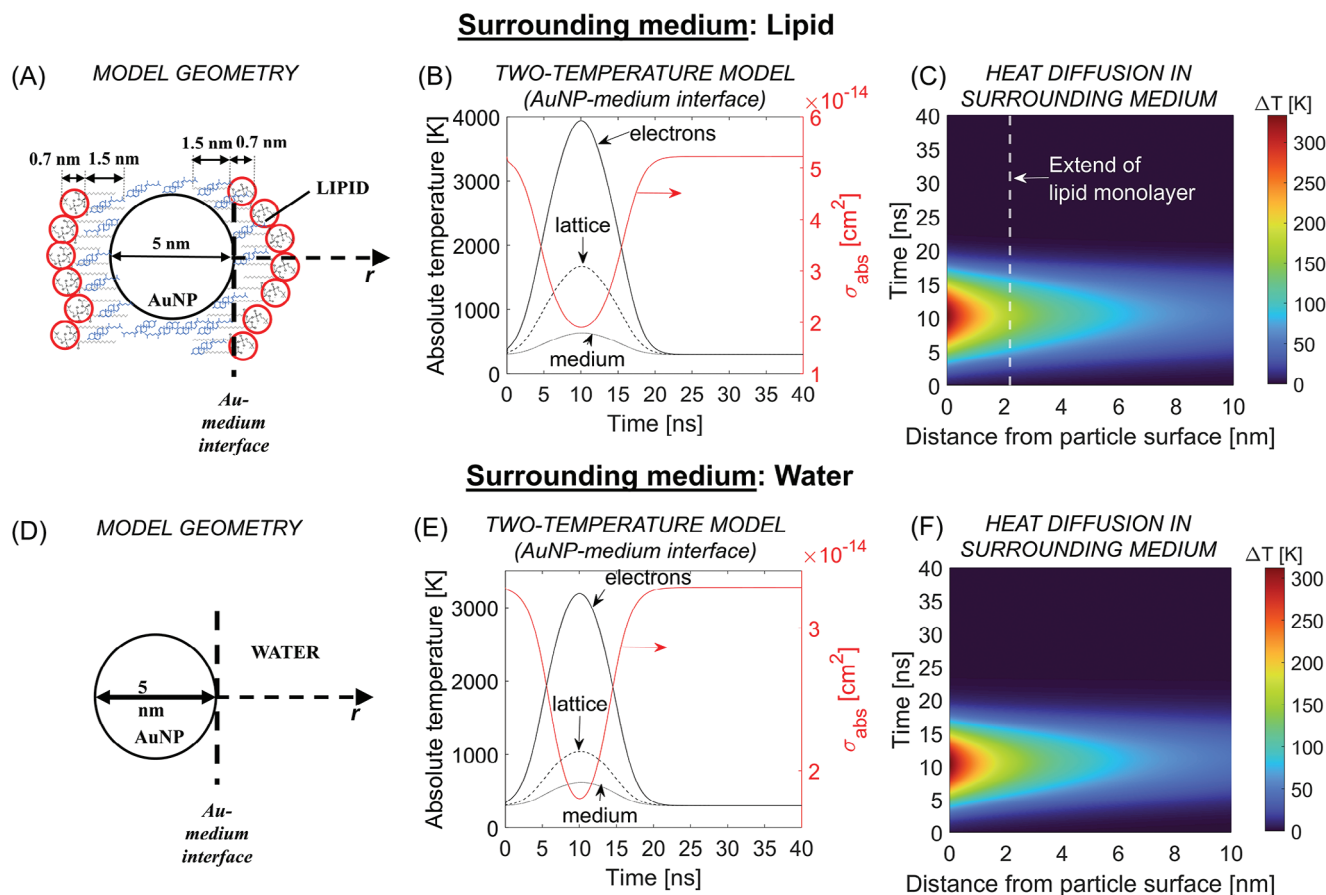 Surrounding medium: Lipid
(A)
MODEL GEOMETRY
0.7 nm
1.5 nm
1.5 nm
0.7 nm
LIPID
5 nm
AuNP
r
Au-
medium
interface
(B)
TWO-TEMPERATURE MODEL
(AuNP-medium interface)
×10-14
Absolute temperature [K]
4000
3000
2000
1000
0
electrons
lattice
medium
6
5
4
3
2
1
σabs [cm2]
0
5
10
15
20
25
30
35
40
Time [ns]
(C)
HEAT DIFFUSION IN
SURROUNDING MEDIUM
ΔT [K]
Extend of
lipid monolayer
Time [ns]
40
35
30
25
20
15
10
5
0
0
2
4
6
8
10
Distance from particle surface [nm]
300
250
200
150
100
50
0
Surrounding medium: Water
(D)
MODEL GEOMETRY
WATER
5
nm
AuNP
r
Au-
medium
interface
(E)
TWO-TEMPERATURE MODEL
(AuNP-medium interface)
×10-14
Absolute temperature [K]
3000
2000
1000
0
electrons
lattice
medium
3
2
σabs [cm2]
0
5
10
15
20
25
30
35
40
Time [ns]
(F)
HEAT DIFFUSION IN
SURROUNDING MEDIUM
ΔT [K]
Time [ns]
40
35
30
25
20
15
10
5
0
0
2
4
6
8
10
Distance from particle surface [nm]
300
250
200
150
100
50
0